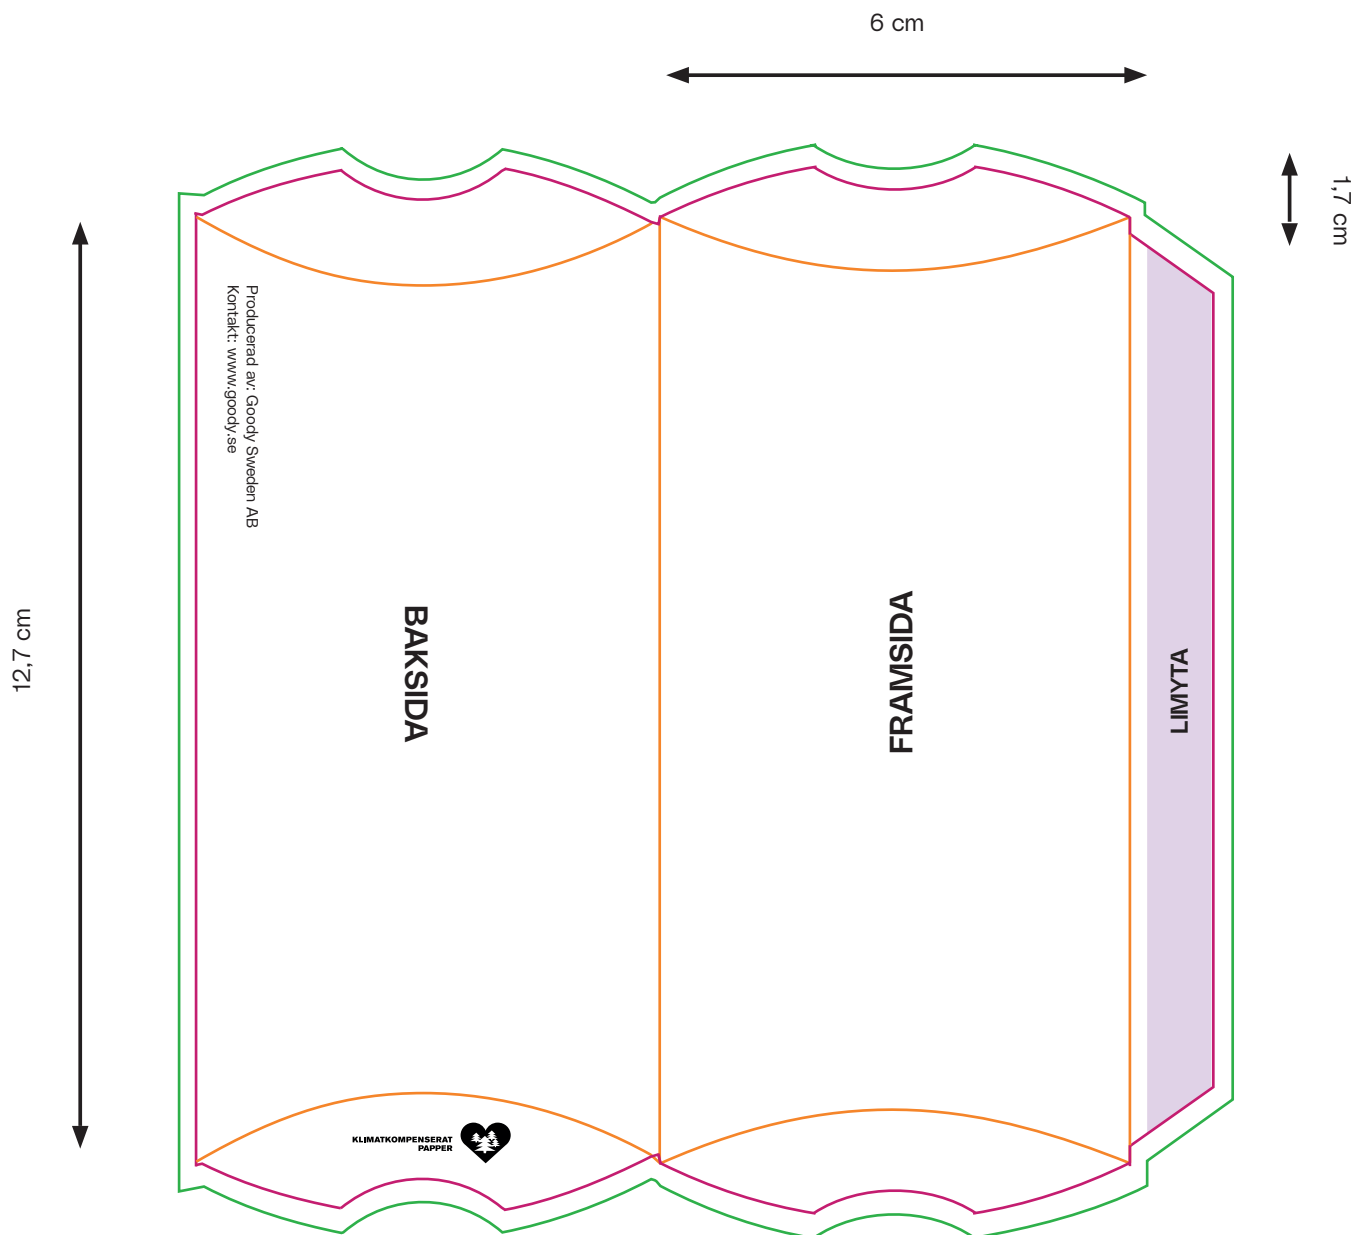 6 cm
1,7 cm
12,7 cm
Producerad av: Goody Sweden AB
Kontakt: www.goody.se
BAKSIDA
FRAMSIDA
LIMYTA
KLIMATKOMPENSERAT
PAPPER